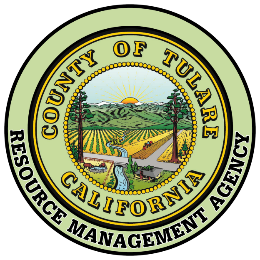 COUNTY OF TULARE
CALIFORNIA
RESOURCE MANAGEMENT AGENCY